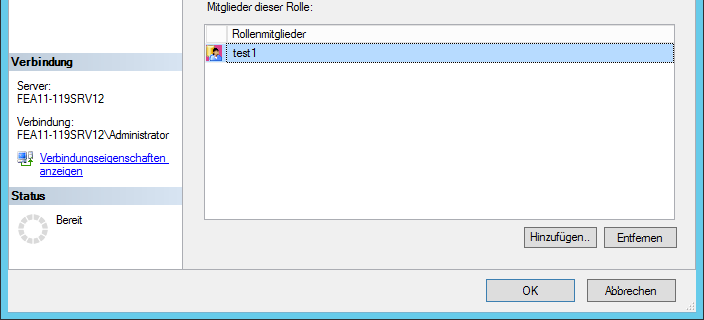 Mitglieder dieser Rolle:
Rollenmitglieder
test1
Verbindung
Server:
FEA11-119SRV12
Verbindung:
FEA11-119SRV12\Administrator
Verbindungseigenschaften
anzeigen
Status
Bereit
Hinzufügen..
Entfernen
OK
Abbrechen